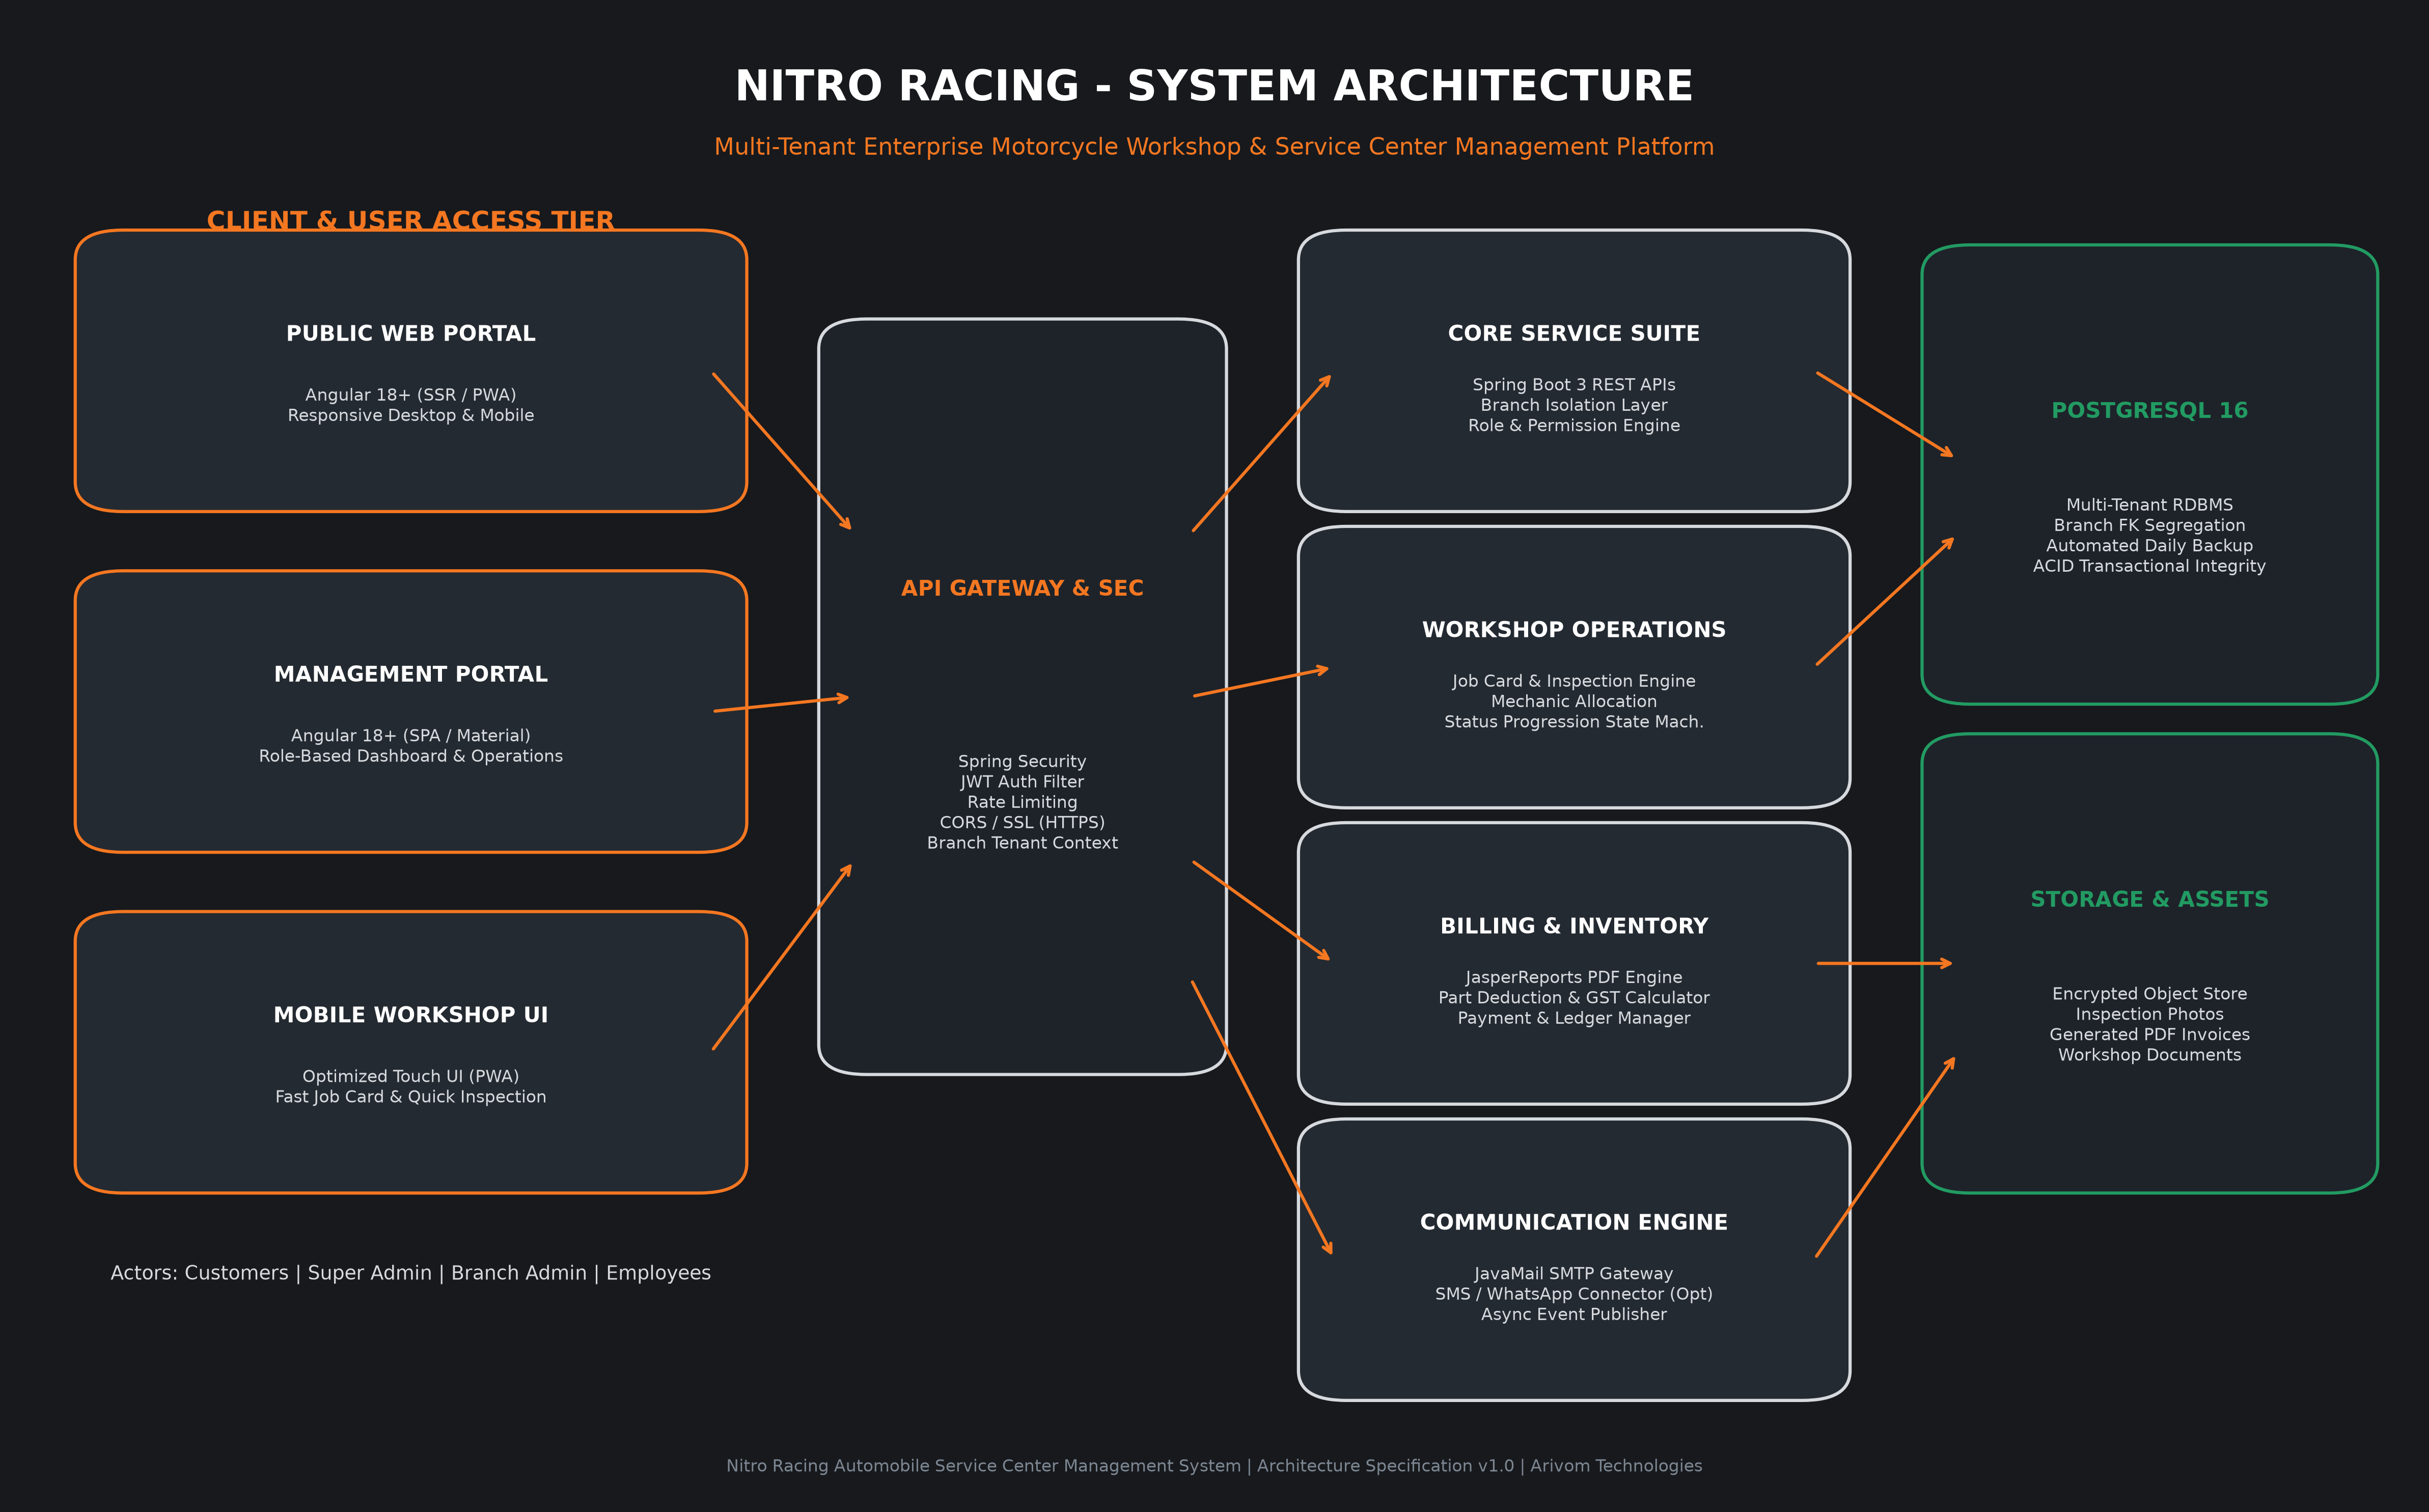 NITRO RACING - SYSTEM ARCHITECTURE
Multi-Tenant Enterprise Motorcycle Workshop & Service Center Management Platform
CLIENT & USER ACCESS TIER
PUBLIC WEB PORTAL
Angular 18+ (SSR / PWA)
Responsive Desktop & Mobile
MANAGEMENT PORTAL
Angular 18+ (SPA / Material)
Role-Based Dashboard & Operations
MOBILE WORKSHOP UI
Optimized Touch UI (PWA)
Fast Job Card & Quick Inspection
Actors: Customers | Super Admin | Branch Admin | Employees
API GATEWAY & SEC
Spring Security
JWT Auth Filter
Rate Limiting
CORS / SSL (HTTPS)
Branch Tenant Context
CORE SERVICE SUITE
Spring Boot 3 REST APIs
Branch Isolation Layer
Role & Permission Engine
WORKSHOP OPERATIONS
Job Card & Inspection Engine
Mechanic Allocation
Status Progression State Mach.
BILLING & INVENTORY
JasperReports PDF Engine
Part Deduction & GST Calculator
Payment & Ledger Manager
COMMUNICATION ENGINE
JavaMail SMTP Gateway
SMS / WhatsApp Connector (Opt)
Async Event Publisher
POSTGRESQL 16
Multi-Tenant RDBMS
Branch FK Segregation
Automated Daily Backup
ACID Transactional Integrity
STORAGE & ASSETS
Encrypted Object Store
Inspection Photos
Generated PDF Invoices
Workshop Documents
Nitro Racing Automobile Service Center Management System | Architecture Specification v1.0 | Arivom Technologies